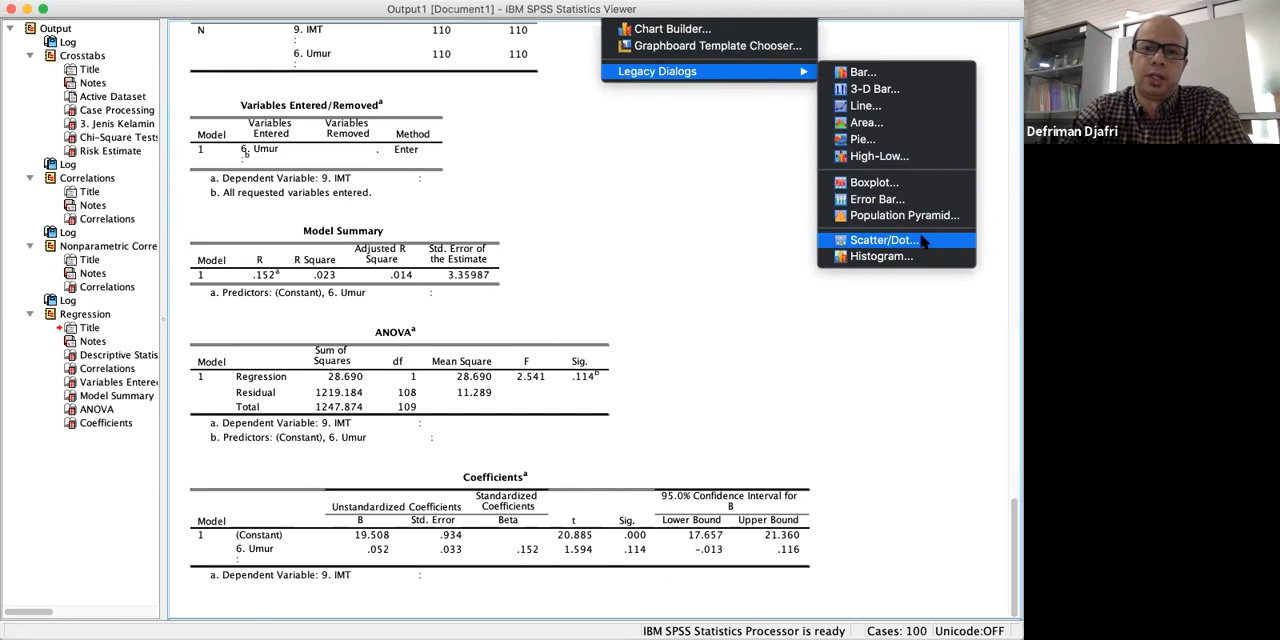 Output1 [Document1] - IBM SPSS Statistics Viewer
Output
Log
Crosstabs
Title
Notes
Active Dataset
Case Processing
3. Jenis Kelamin
Chi-Square Tests
Risk Estimate
Log
Correlations
Title
Notes
Correlations
Log
Nonparametric Corre
Title
Notes
Correlations
Log
Regression
Title
Notes
Descriptive Statis
Correlations
Variables Entere
Model Summary
ANOVA
Coefficients
N 9. IMT : 110 110
6. Umur : 110 110
Variables Entered/Removedᵃ
Model Variables Entered Variables Removed Method
1 6. Umur :ᵇ . Enter
a. Dependent Variable: 9. IMT :
b. All requested variables entered.
Model Summary
Model R R Square Adjusted R Square Std. Error of the Estimate
1 .152ᵃ .023 .014 3.35987
a. Predictors: (Constant), 6. Umur :
ANOVAᵃ
Model Sum of Squares df Mean Square F Sig.
1 Regression 28.690 1 28.690 2.541 .114ᵇ
Residual 1219.184 108 11.289
Total 1247.874 109
a. Dependent Variable: 9. IMT :
b. Predictors: (Constant), 6. Umur :
Coefficientsᵃ
Model Unstandardized Coefficients Standardized Coefficients t Sig. 95.0% Confidence Interval for B
B Std. Error Beta Lower Bound Upper Bound
1 (Constant) 19.508 .934 20.885 .000 17.657 21.360
6. Umur : .052 .033 .152 1.594 .114 -.013 .116
a. Dependent Variable: 9. IMT :
Chart Builder...
Graphboard Template Chooser...
Legacy Dialogs
Bar...
3-D Bar...
Line...
Area...
Pie...
High-Low...
Boxplot...
Error Bar...
Population Pyramid...
Scatter/Dot...
Histogram...
Defriman Djafri
IBM SPSS Statistics Processor is ready Cases: 100 Unicode:OFF